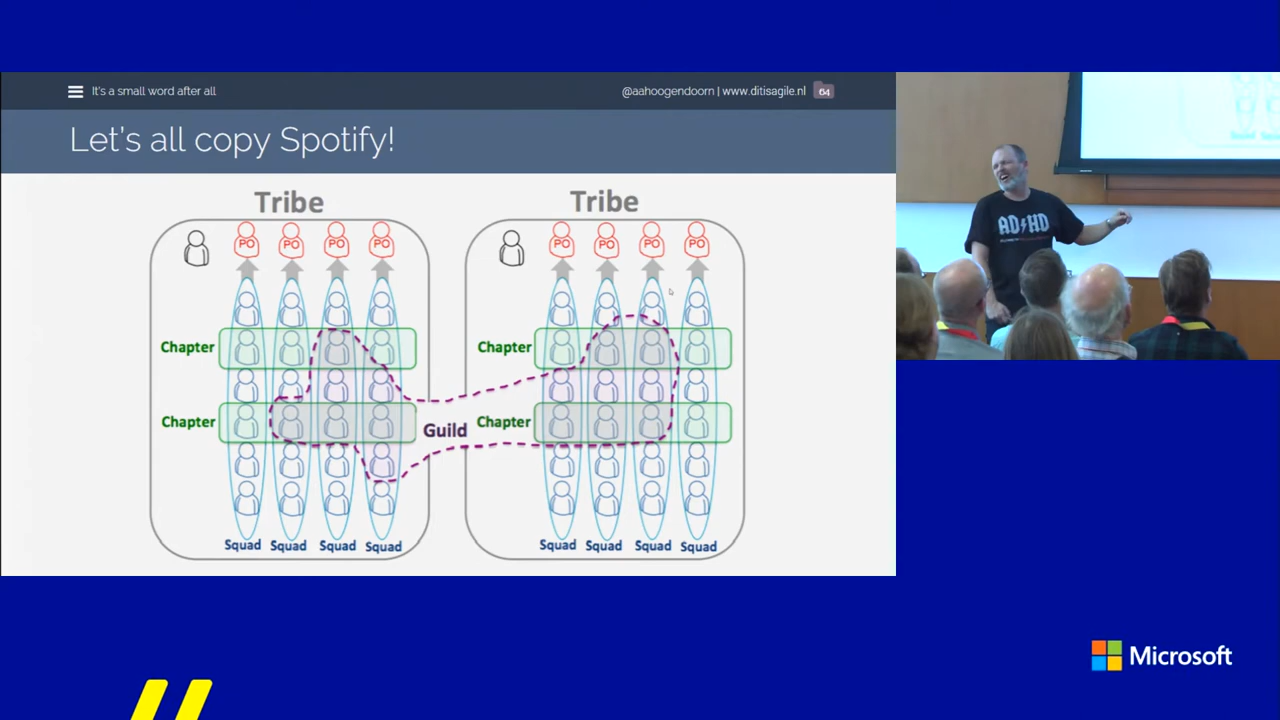 It's a small word after all
@aahoogendoorn | www.ditisagile.nl 64
Let's all copy Spotify!
Tribe Tribe
PO PO PO PO PO PO PO PO
Chapter Chapter
Chapter Guild Chapter
Squad Squad Squad Squad Squad Squad Squad Squad
AD HD
Microsoft